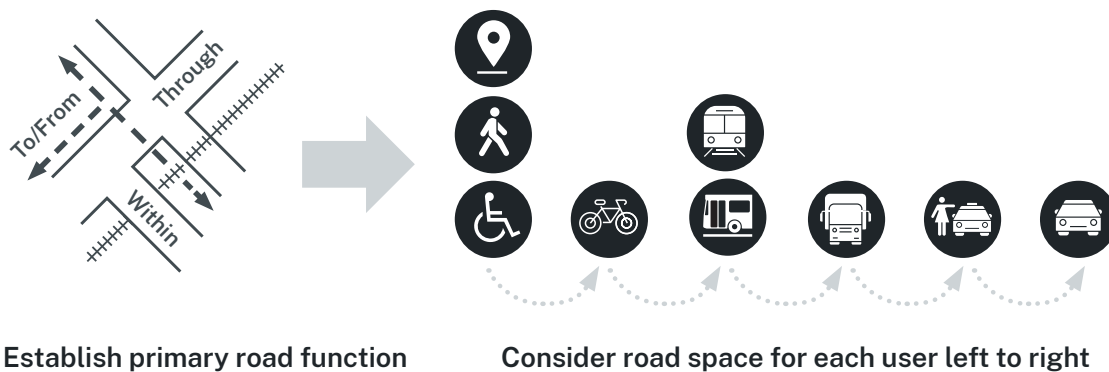 To/From
Through
Within
Establish primary road function
Consider road space for each user left to right